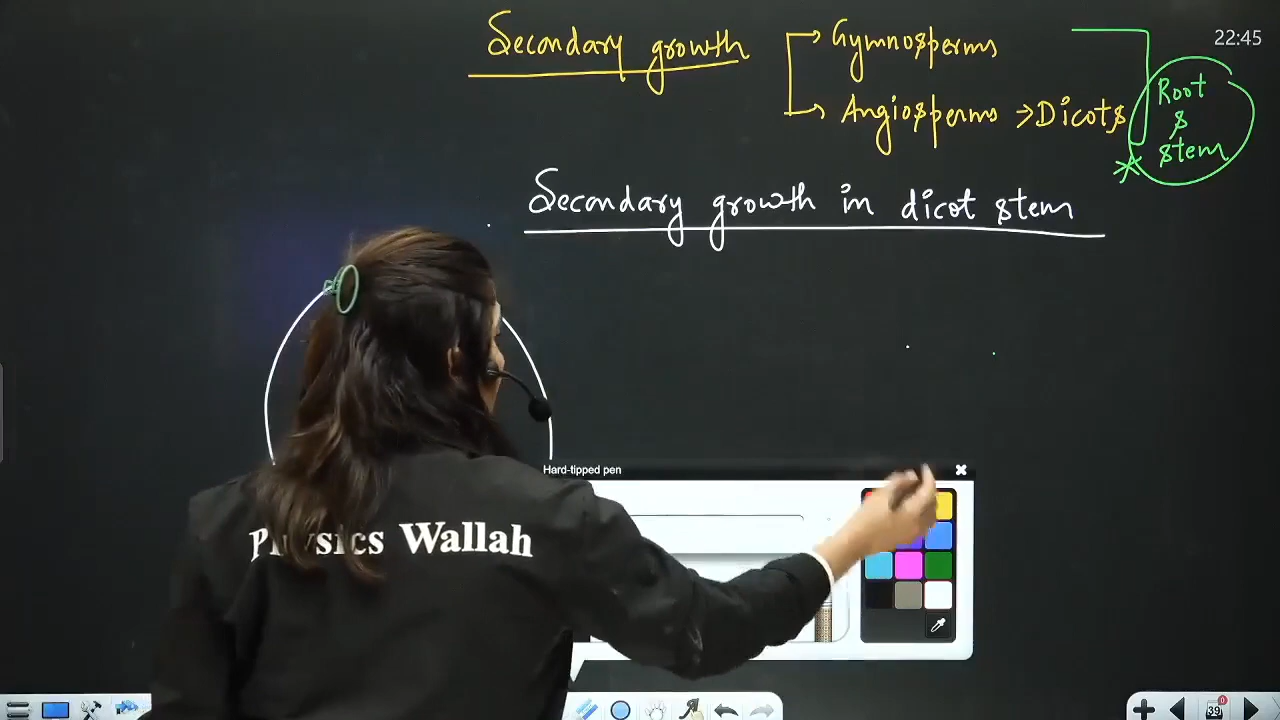 Secondary growth
Gymnosperms
Angiosperms → Dicots
Root
&
stem
22:45
Secondary growth in dicot stem
Hard-tipped pen
Physics Wallah
39